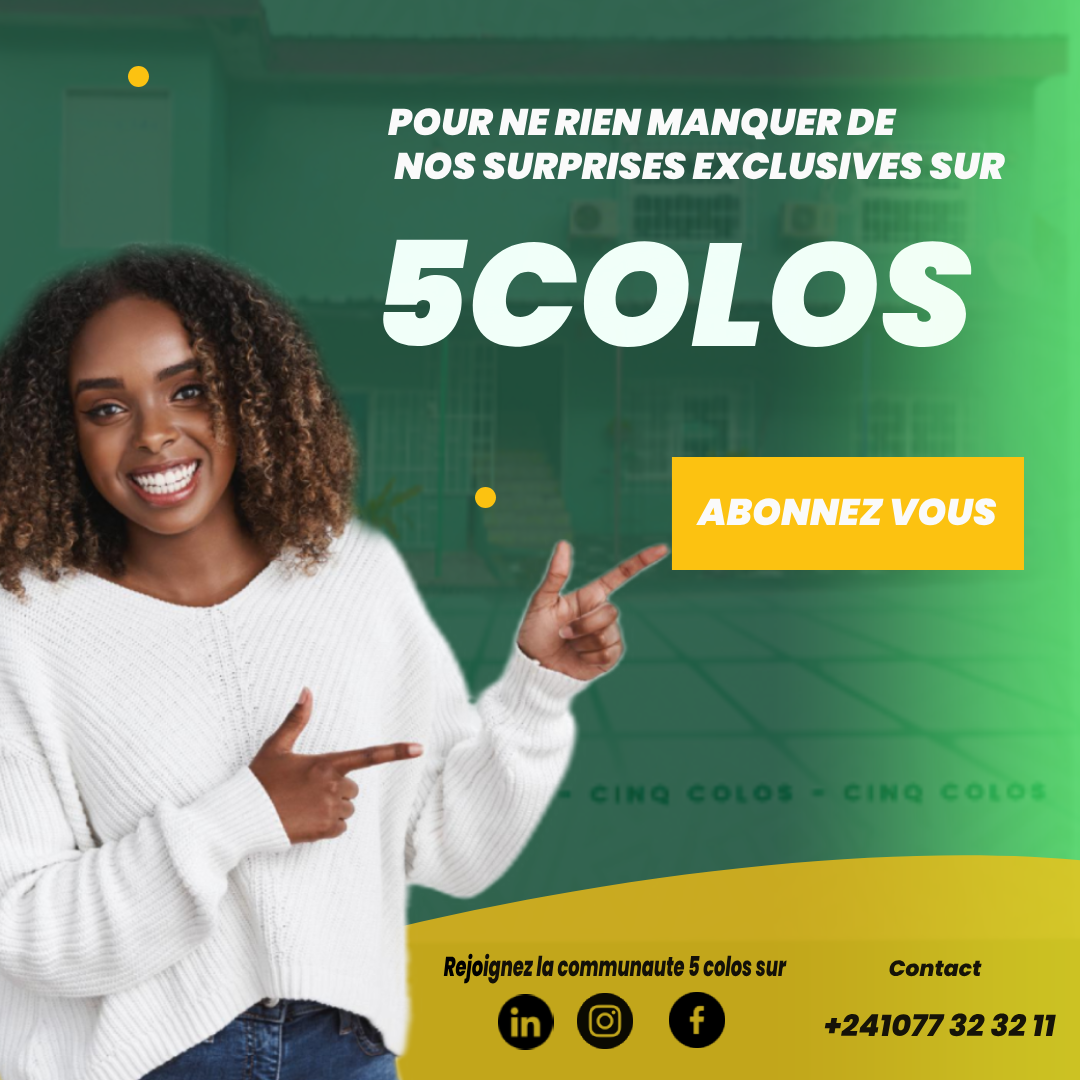 POUR NE RIEN MANQUER DE
NOS SURPRISES EXCLUSIVES SUR
5COLOS
ABONNEZ VOUS
- CINQ COLOS - CINQ COLOS
Rejoignez la communaute 5 colos sur
Contact
in
f
+241077 32 32 11